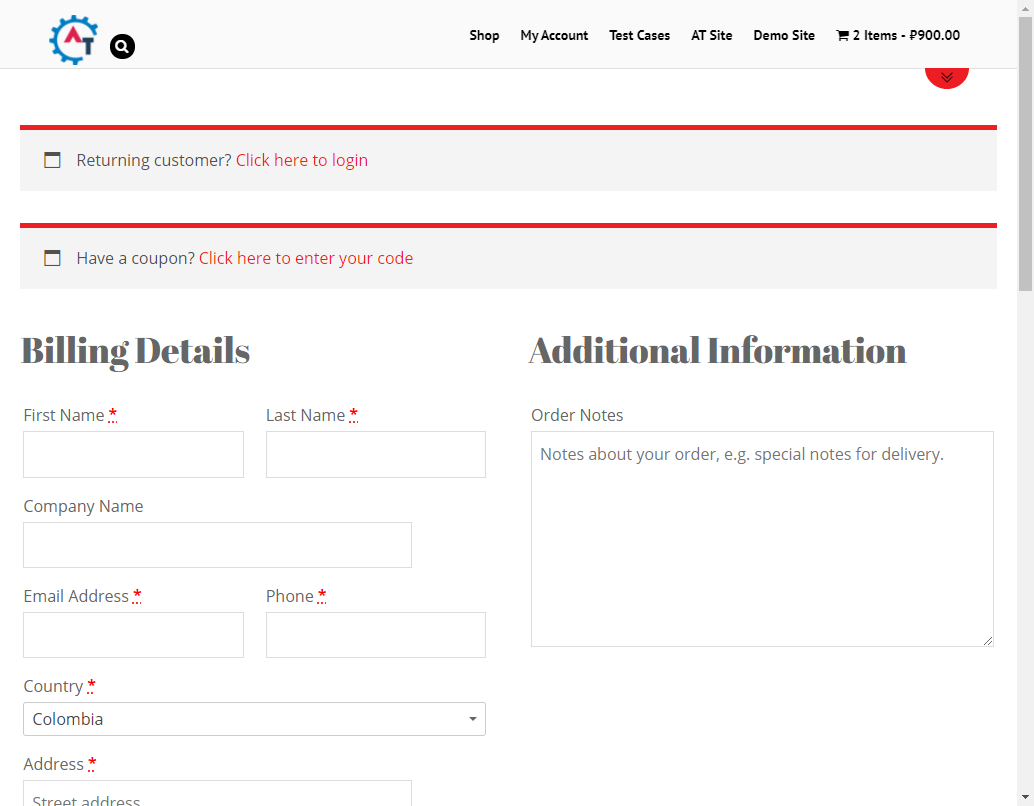 AT
Shop My Account Test Cases AT Site Demo Site 2 Items - ₽900.00
Returning customer? Click here to login
Have a coupon? Click here to enter your code
Billing Details
First Name *
Last Name *
Company Name
Email Address *
Phone *
Country *
Colombia
Address *
Street address
Additional Information
Order Notes
Notes about your order, e.g. special notes for delivery.